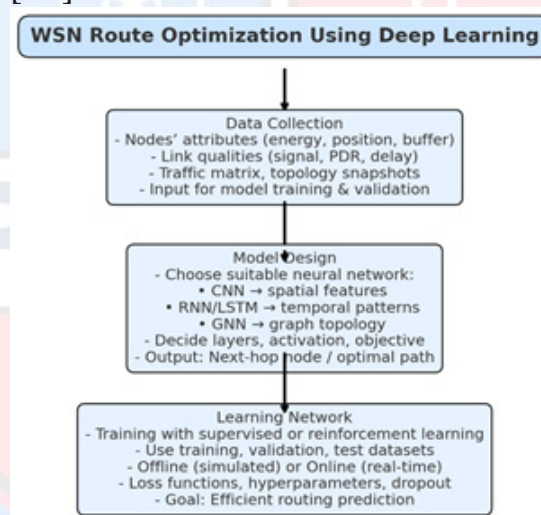 WSN Route Optimization Using Deep Learning
Data Collection
- Nodes' attributes (energy, position, buffer)
- Link qualities (signal, PDR, delay)
- Traffic matrix, topology snapshots
- Input for model training & validation
Model Design
- Choose suitable neural network:
• CNN → spatial features
• RNN/LSTM → temporal patterns
• GNN → graph topology
- Decide layers, activation, objective
- Output: Next-hop node / optimal path
Learning Network
- Training with supervised or reinforcement learning
- Use training, validation, test datasets
- Offline (simulated) or Online (real-time)
- Loss functions, hyperparameters, dropout
- Goal: Efficient routing prediction